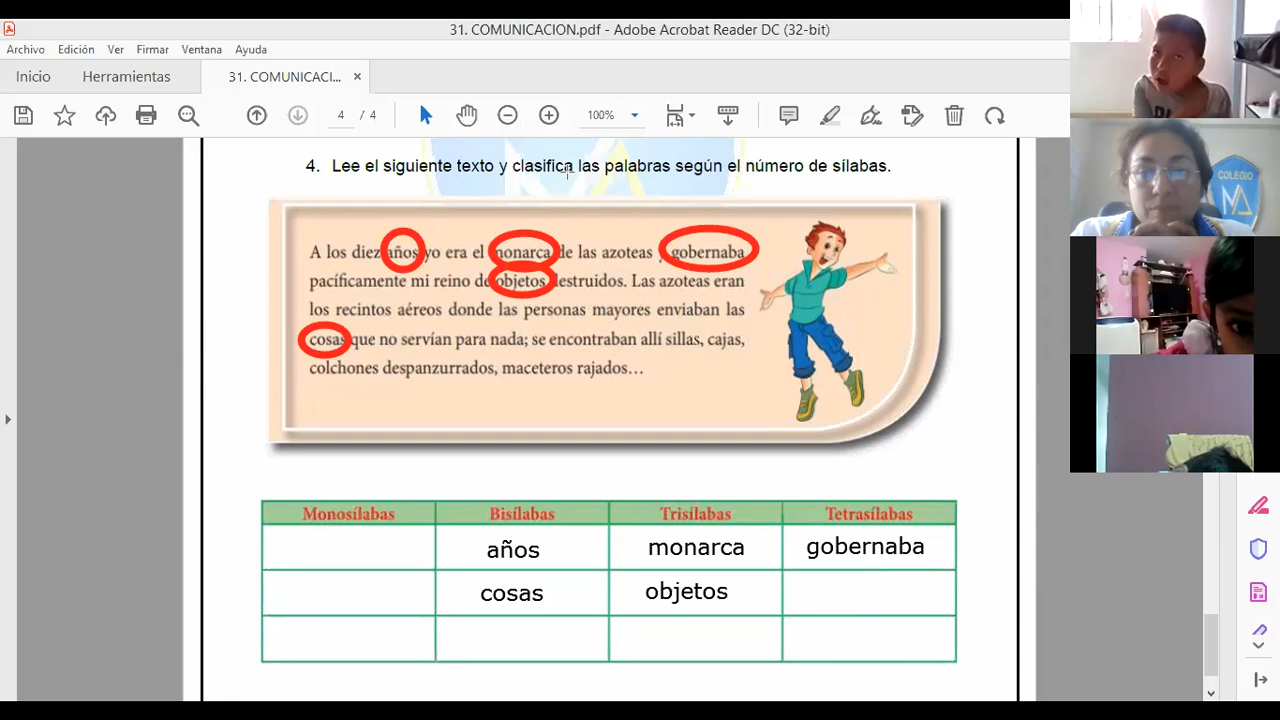 31. COMUNICACION.pdf - Adobe Acrobat Reader DC (32-bit)
Archivo Edición Ver Firmar Ventana Ayuda
Inicio Herramientas 31. COMUNICACI... ×
4 / 4 100%
4. Lee el siguiente texto y clasifica las palabras según el número de sílabas.
A los diez años yo era el monarca de las azoteas y gobernaba
pacíficamente mi reino de objetos destruidos. Las azoteas eran
los recintos aéreos donde las personas mayores enviaban las
cosas que no servían para nada; se encontraban allí sillas, cajas,
colchones despanzurrados, maceteros rajados…
Monosílabas Bisílabas Trisílabas Tetrasílabas
años monarca gobernaba
cosas objetos
COLEGIO